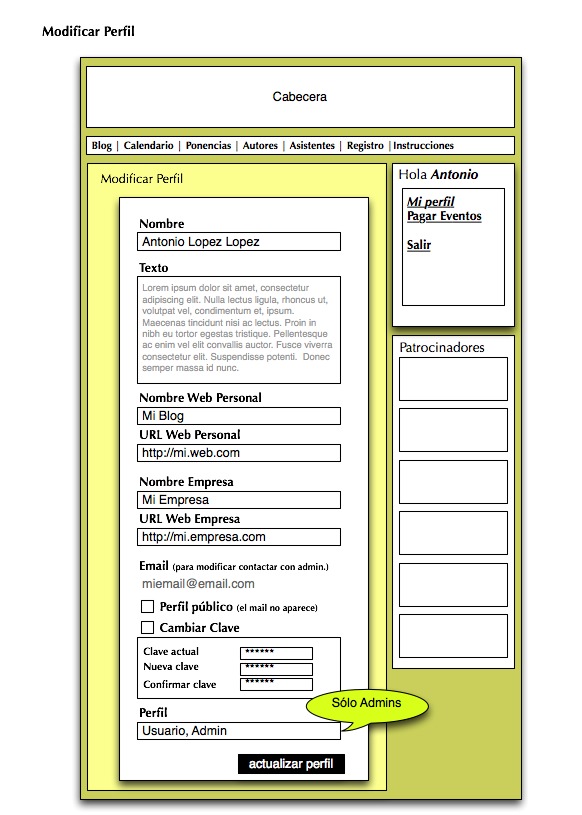 Modificar Perfil
Cabecera
Blog | Calendario | Ponencias | Autores | Asistentes | Registro | Instrucciones
Modificar Perfil
Nombre
Antonio Lopez Lopez
Texto
Lorem ipsum dolor sit amet, consectetur
adipiscing elit. Nulla lectus ligula, rhoncus ut,
volutpat vel, condimentum et, ipsum.
Maecenas tincidunt nisi ac lectus. Proin in
nibh eu tortor egestas tristique. Pellentesque
ac enim vel elit convallis auctor. Fusce viverra
consectetur elit. Suspendisse potenti. Donec
semper massa id nunc.
Nombre Web Personal
Mi Blog
URL Web Personal
http://mi.web.com
Nombre Empresa
Mi Empresa
URL Web Empresa
http://mi.empresa.com
Email (para modificar contactar con admin.)
miemail@email.com
Perfil público (el mail no aparece)
Cambiar Clave
Clave actual ******
Nueva clave ******
Confirmar clave ******
Perfil
Usuario, Admin
Sólo Admins
actualizar perfil
Hola Antonio
Mi perfil
Pagar Eventos
Salir
Patrocinadores